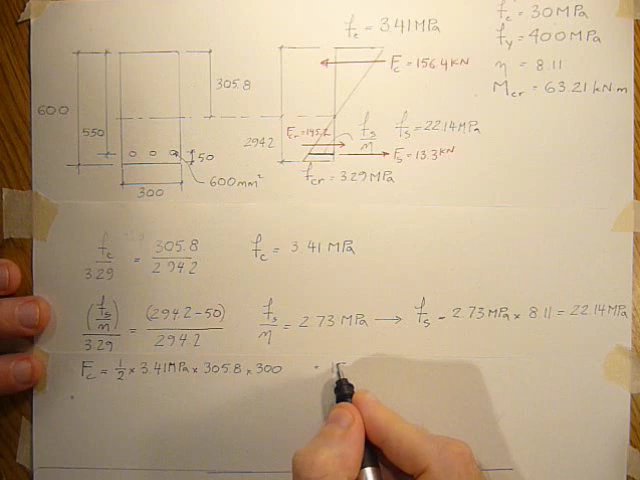 f'c = 30 MPa
fy = 400 MPa
η = 8.11
Mcr = 63.21 kN m
fc = 3.41 MPa
Fc = 156.4 kN
305.8
600
550
294.2
50
300
600 mm²
fs/η
fs = 22.14 MPa
Fs = 13.3 kN
fcr = 3.29 MPa
fc/3.29 = 305.8/294.2
fc = 3.41 MPa
(fs/η)/3.29 = (294.2-50)/294.2
fs/η = 2.73 MPa → fs = 2.73 MPa × 8.11 = 22.14 MPa
Fc = 1/2 × 3.41 MPa × 305.8 × 300 = 15